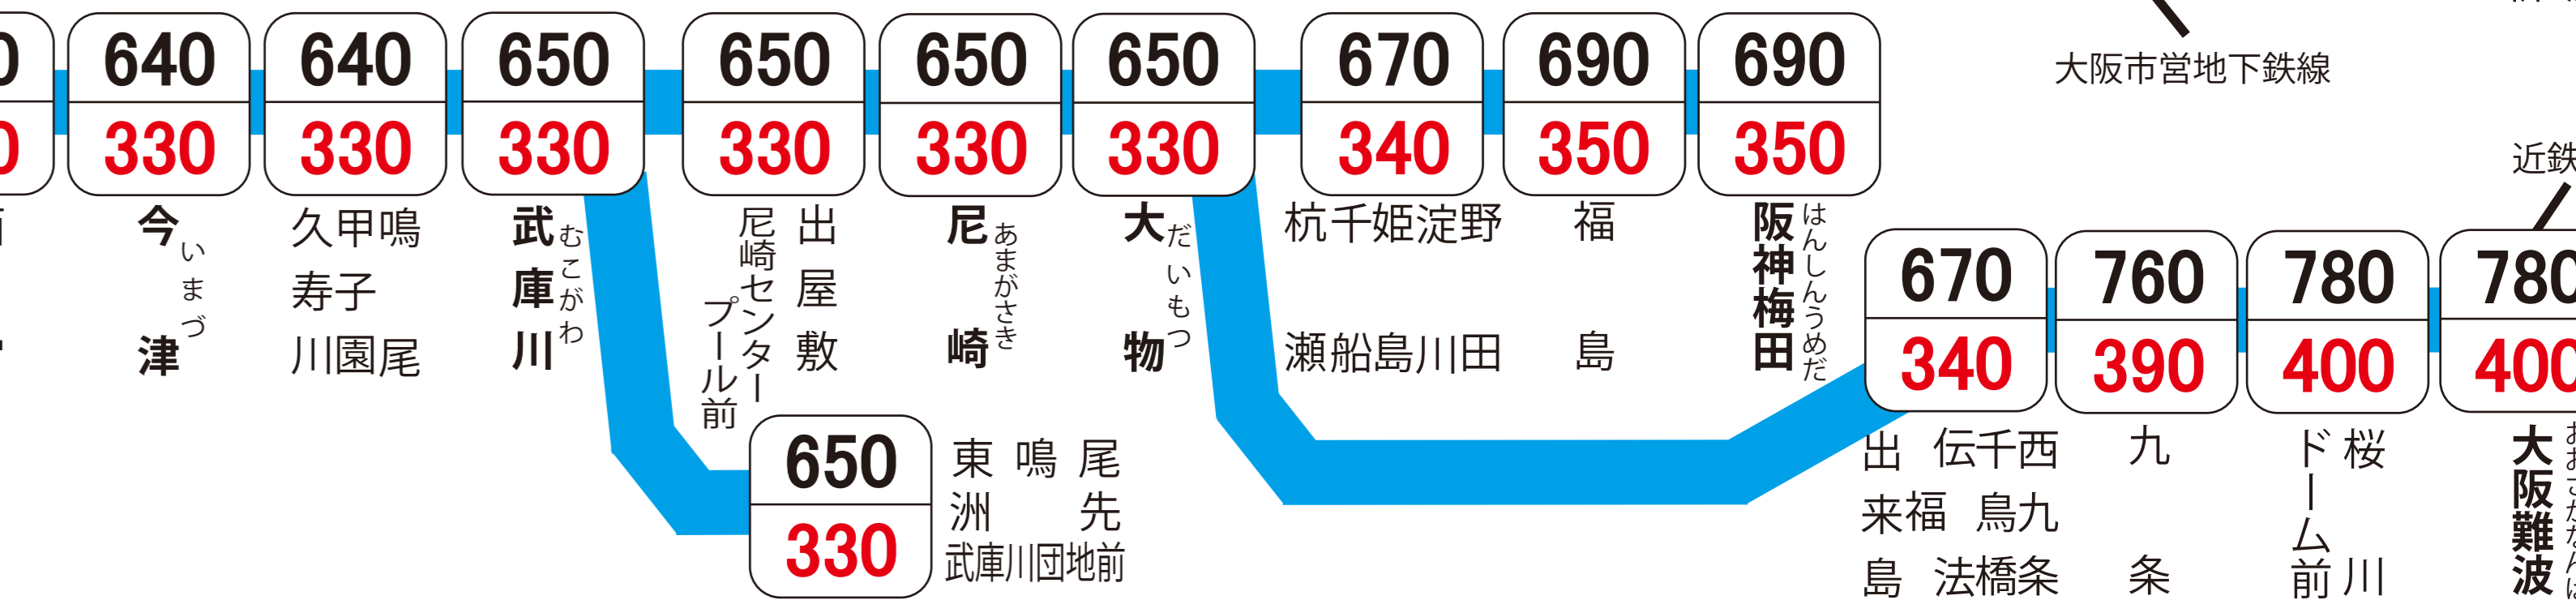 640
330
今津
いまづ
640
330
久寿川
甲子園
鳴尾
650
330
武庫川
むこがわ
650
330
尼崎センター
プール前
出屋敷
650
330
尼崎
あまがさき
650
330
大物
だいもつ
670
340
杭瀬
千船
姫島
淀川
野田
690
350
福島
690
350
阪神梅田
はんしんうめだ
大阪市営地下鉄線
近鉄
650
330
東鳴尾
洲先
武庫川団地前
670
340
出来島
福
伝法
千鳥橋
西九条
760
390
九条
780
400
ドーム前
桜川
780
400
大阪難波